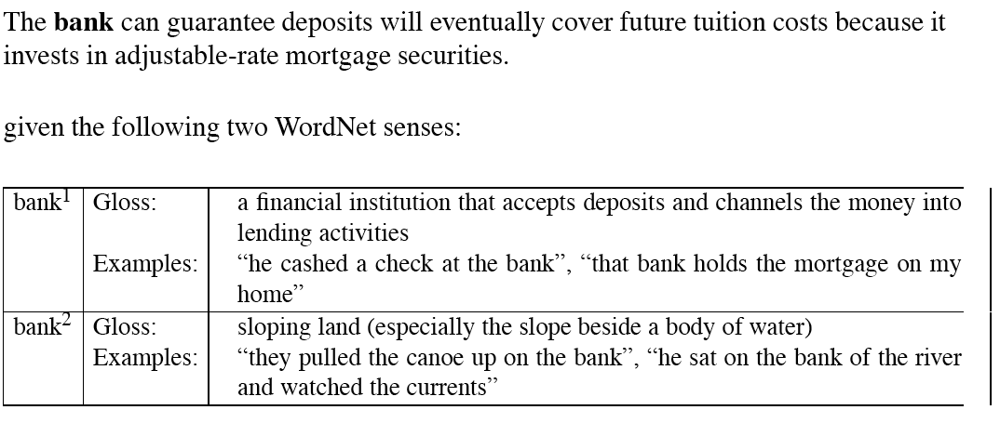 The bank can guarantee deposits will eventually cover future tuition costs because it
invests in adjustable-rate mortgage securities.
given the following two WordNet senses:
bank1 Gloss: a financial institution that accepts deposits and channels the money into
lending activities
Examples: “he cashed a check at the bank”, “that bank holds the mortgage on my
home”
bank2 Gloss: sloping land (especially the slope beside a body of water)
Examples: “they pulled the canoe up on the bank”, “he sat on the bank of the river
and watched the currents”